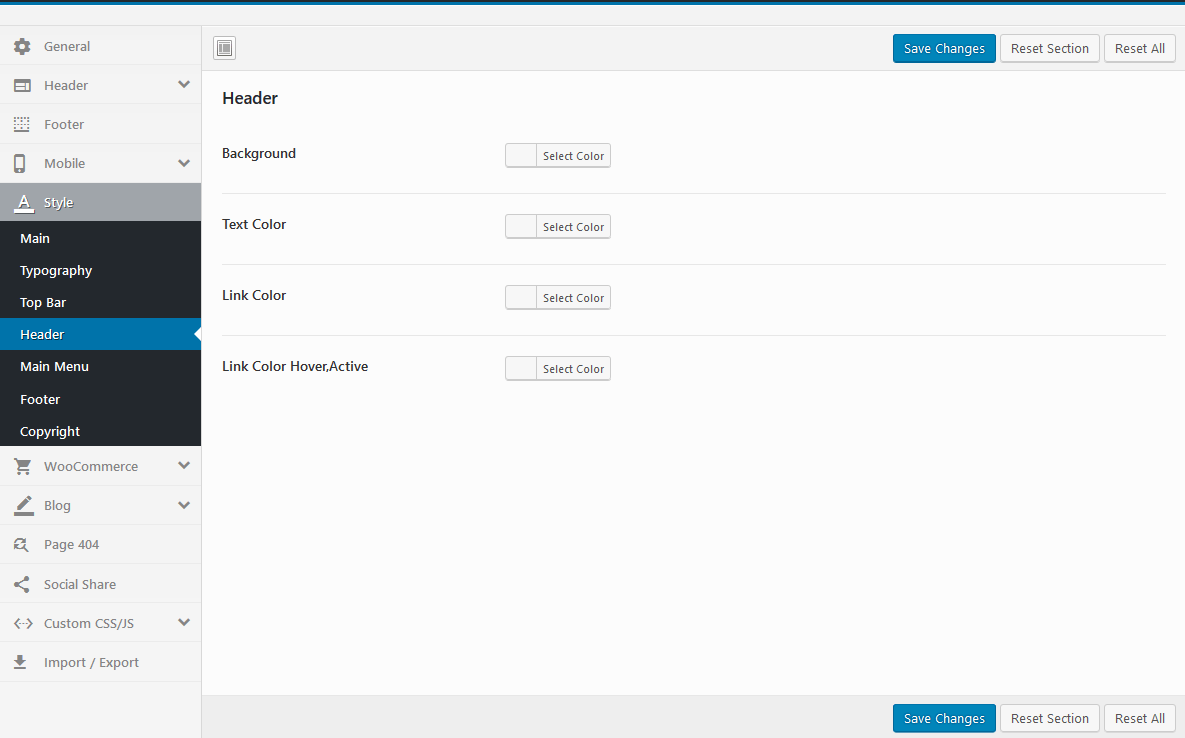 General
Header
Footer
Mobile
Style
Main
Typography
Top Bar
Header
Main Menu
Footer
Copyright
WooCommerce
Blog
Page 404
Social Share
Custom CSS/JS
Import / Export
Save Changes Reset Section Reset All
Header
Background Select Color
Text Color Select Color
Link Color Select Color
Link Color Hover,Active Select Color
Save Changes Reset Section Reset All